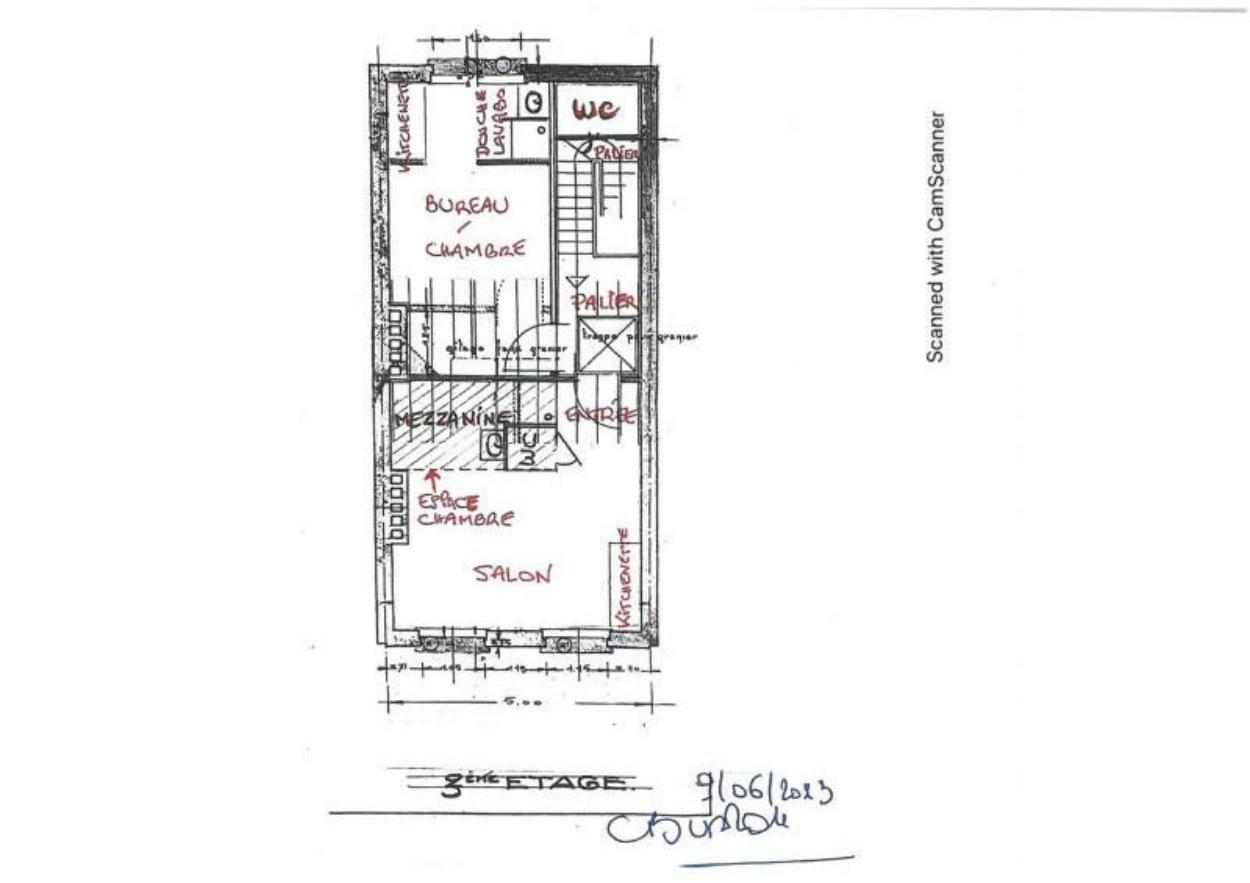 KITCHENETTE
DOUCHE
LAVABO
WC
PALIER
BUREAU
/
CHAMBRE
PALIER
trappe pour grenier
MEZZANINE
ENTRÉE
ESPACE
CHAMBRE
SALON
KITCHENETTE
5.00
3ÈME ETAGE.
9/06/2023
Scanned with CamScanner